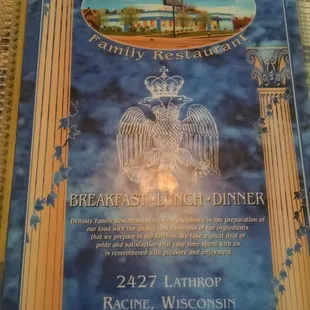 Family Restaurant
BREAKFAST • LUNCH • DINNER
Dynasty Family Restaurant strives for excellence in the preparation of
our food with the quality and freshness of the ingredients
that we prepare in our kitchen. We take a great deal of
pride and satisfaction that your time spent with us
is remembered with pleasure and enjoyment.
2427 Lathrop
Racine, Wisconsin